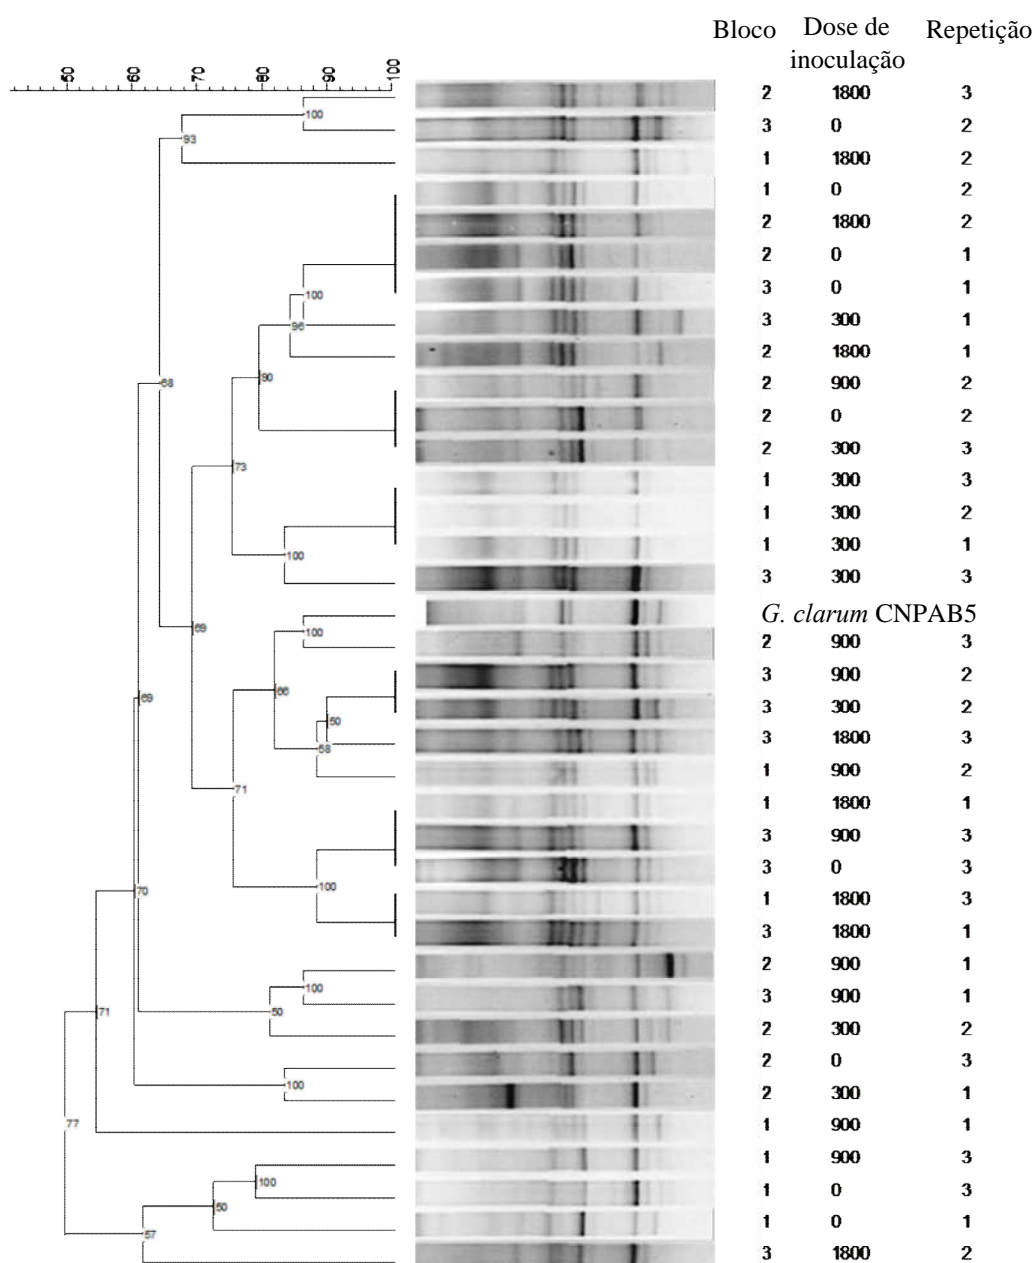 Bloco Dose de inoculação Repetição
50 60 70 80 90 100
2 1800 3
100
3 0 2
93
1 1800 2
1 0 2
2 1800 2
2 0 1
3 0 1
100
3 300 1
96
2 1800 1
90
2 900 2
68
2 0 2
2 300 3
73
1 300 3
1 300 2
1 300 1
100
3 300 3
G. clarum CNPAB5
69
100
2 900 3
3 900 2
66
69
3 300 2
50
3 1800 3
58
1 900 2
71
1 1800 1
3 900 3
3 0 3
100
70
1 1800 3
3 1800 1
2 900 1
100
3 900 1
71
50
2 300 2
2 0 3
100
2 300 1
77
1 900 1
1 900 3
100
1 0 3
50
1 0 1
57
3 1800 2